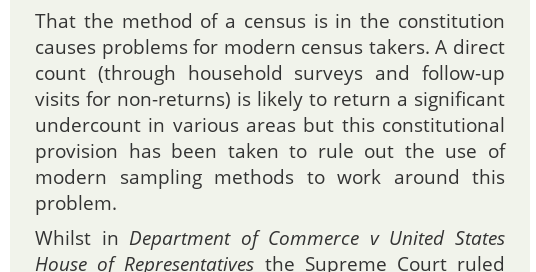 That the method of a census is in the constitution
causes problems for modern census takers. A direct
count (through household surveys and follow-up
visits for non-returns) is likely to return a significant
undercount in various areas but this constitutional
provision has been taken to rule out the use of
modern sampling methods to work around this
problem.
Whilst in Department of Commerce v United States
House of Representatives the Supreme Court ruled